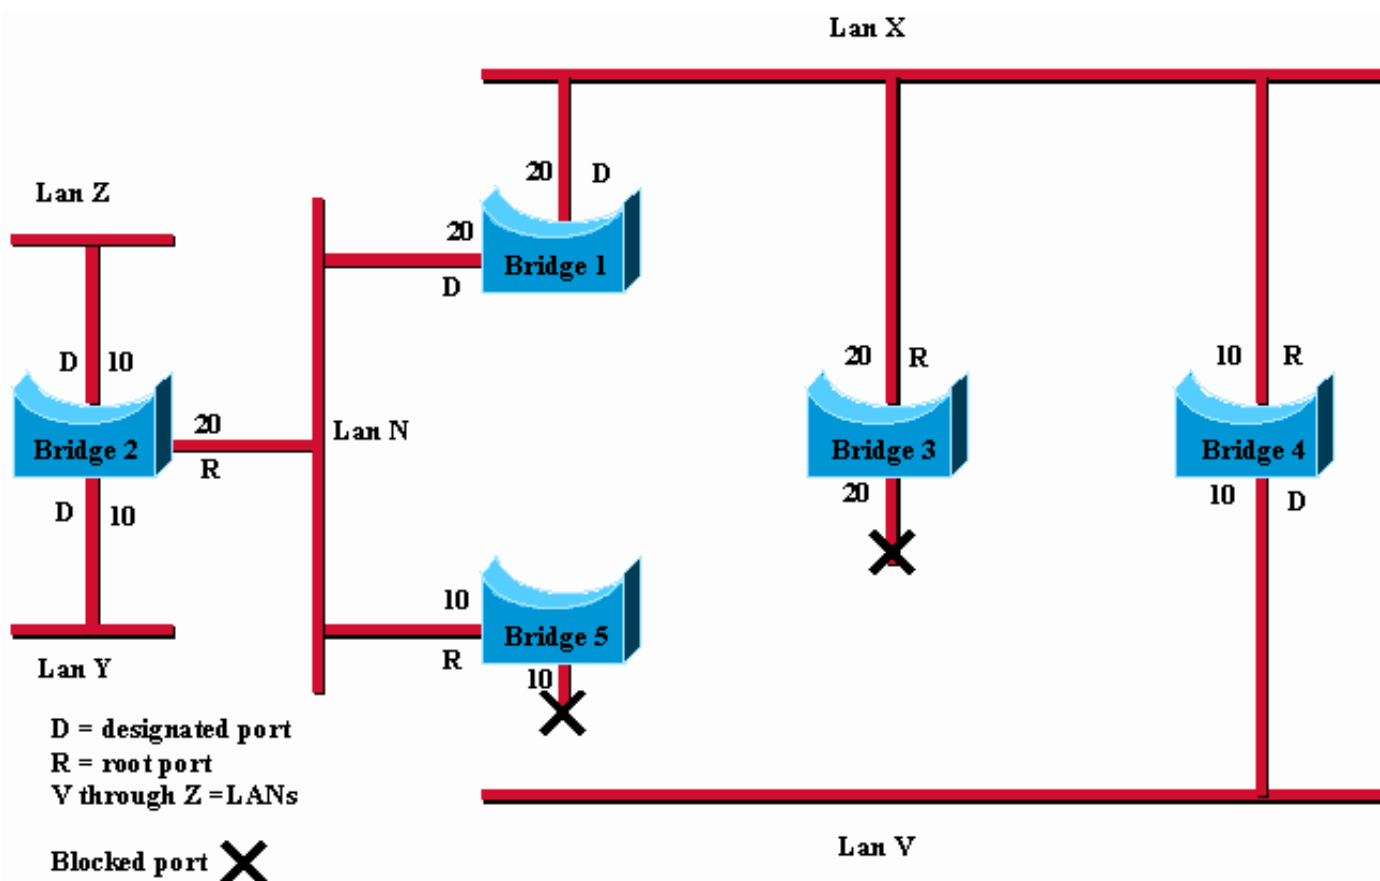 Lan X
20 D
Lan Z
20
Bridge 1
D
D 10
20 R
10 R
20
Lan N
Bridge 2
Bridge 3
Bridge 4
R
D 10
20
10 D
10
Bridge 5
R
10
Lan Y
D = designated port
R = root port
V through Z =LANs
Lan V
Blocked port